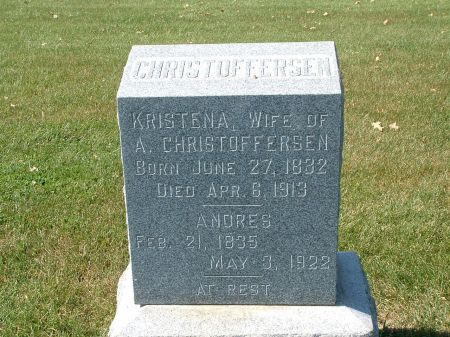 CHRISTOFFERSEN
KRISTENA, WIFE OF
A. CHRISTOFFERSEN
BORN JUNE 27, 1832
DIED APR. 6, 1913
ANDRES
FEB. 21, 1835
MAY 3, 1922
AT REST